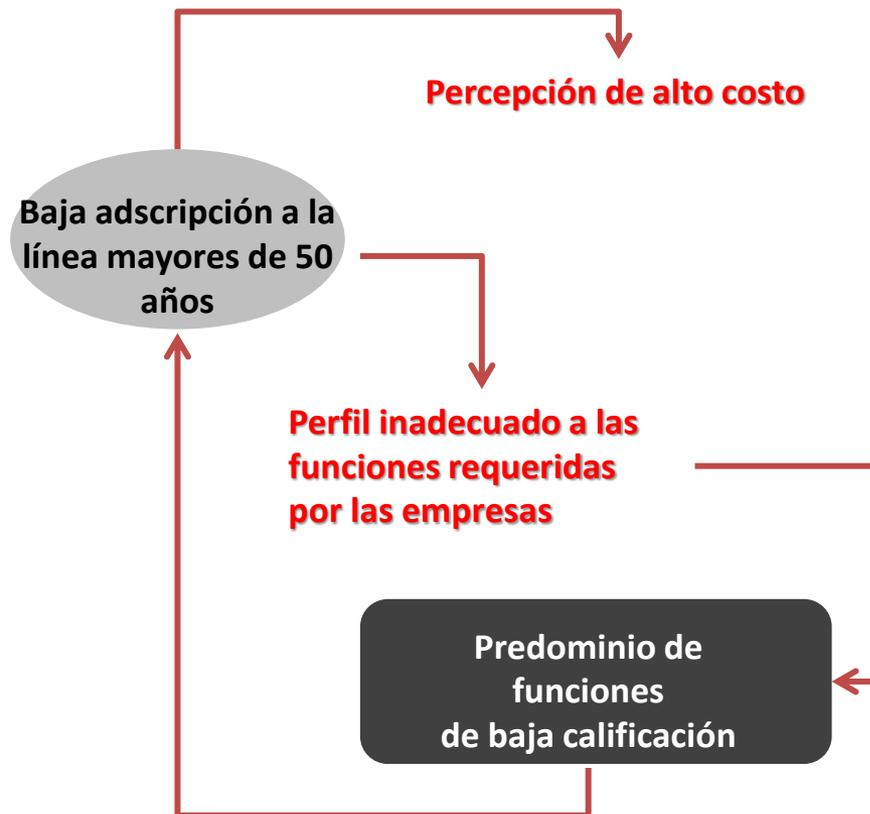 Percepción de alto costo
Baja adscripción a la
línea mayores de 50
años
Perfil inadecuado a las
funciones requeridas
por las empresas
Predominio de
funciones
de baja calificación